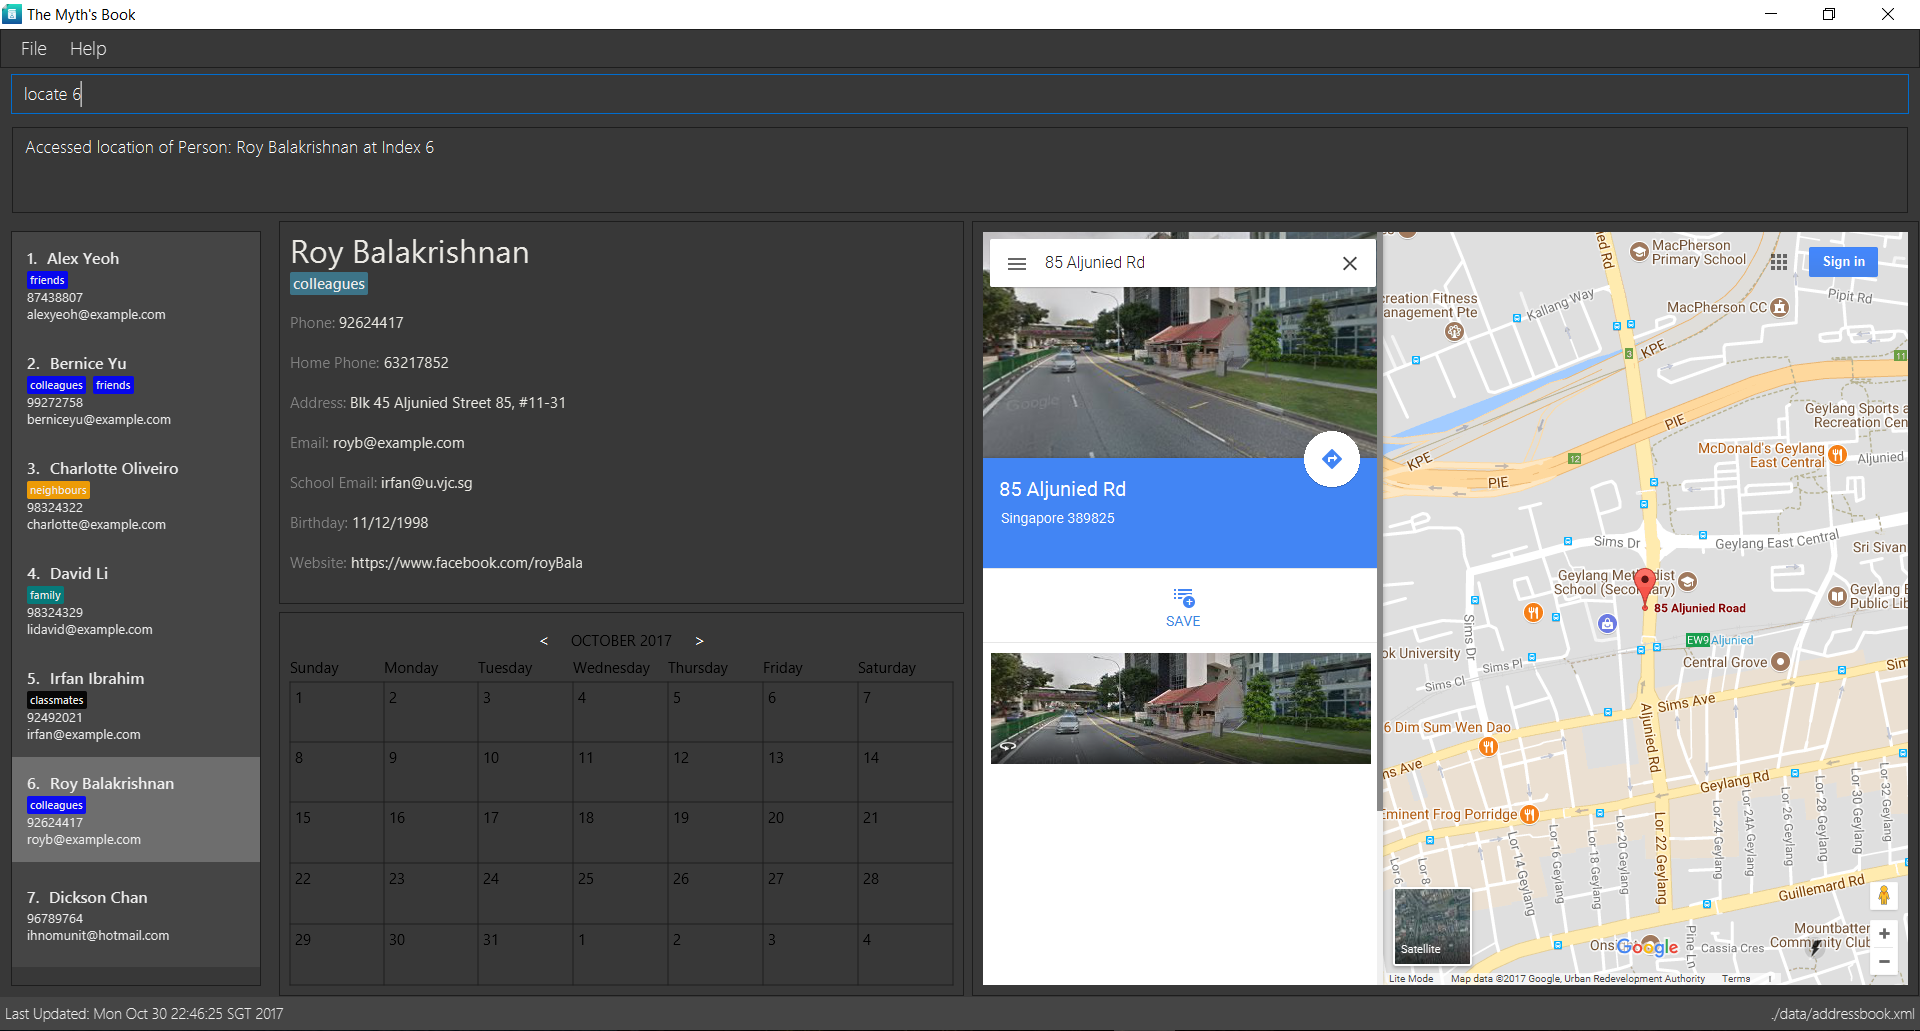 The Myth's Book
File Help
locate 6
Accessed location of Person: Roy Balakrishnan at Index 6
1. Alex Yeoh
friends
87438807
alexyeoh@example.com
2. Bernice Yu
colleagues friends
99272758
berniceyu@example.com
3. Charlotte Oliveiro
neighbours
98324322
charlotte@example.com
4. David Li
family
98324329
lidavid@example.com
5. Irfan Ibrahim
classmates
92492021
irfan@example.com
6. Roy Balakrishnan
colleagues
92624417
royb@example.com
7. Dickson Chan
96789764
ihnomunit@hotmail.com
Roy Balakrishnan
colleagues
Phone: 92624417
Home Phone: 63217852
Address: Blk 45 Aljunied Street 85, #11-31
Email: royb@example.com
School Email: irfan@u.vjc.sg
Birthday: 11/12/1998
Website: https://www.facebook.com/royBala
< OCTOBER 2017 >
Sunday Monday Tuesday Wednesday Thursday Friday Saturday
1 2 3 4 5 6 7
8 9 10 11 12 13 14
15 16 17 18 19 20 21
22 23 24 25 26 27 28
29 30 31 1 2 3 4
85 Aljunied Rd
Google
85 Aljunied Rd
Singapore 389825
SAVE
Aljunied Rd
MacPherson
Primary School
Sign in
creation Fitness
anagement Pte
Kallang Way
MacPherson CC
Pipit Rd
3
KPE
11
Geylang Sports a
Recreation Cen
PIE
McDonald's Geylang
East Central
Aljunied
KPE
12
PIE
Sims Dr
Geylang East Central
Sri Sivan
Geylang Methodist
School (Secondary)
85 Aljunied Road
Geylang E
Public Lib
Sims Dr
EW9 Aljunied
ok University
Sims Pl
Central Grove
Sim
Sims Cl
Sims Ave
6 Dim Sum Wen Dao
Aljunied Rd
ms Ave
Geylang Rd
Eminent Frog Porridge
Lor 6
Lor 8
Lor 14 Geylang
Lor 16 Geylang
Lor 18 Geylang
Lor 20 Geylang
Lor 22 Geylang
Lor 24 Geylang
Lor 24A Geylang
Lor 26 Geylang
Lor 28 Geylang
Lor 30 Geylang
Lor 32 Geylang
Guillemard Rd
Satellite
Google
Pine Ln
Cassia Cres
Mountbatten
Community Club
+
−
Lite Mode Map data ©2017 Google, Urban Redevelopment Authority Terms
Last Updated: Mon Oct 30 22:46:25 SGT 2017
./data/addressbook.xml